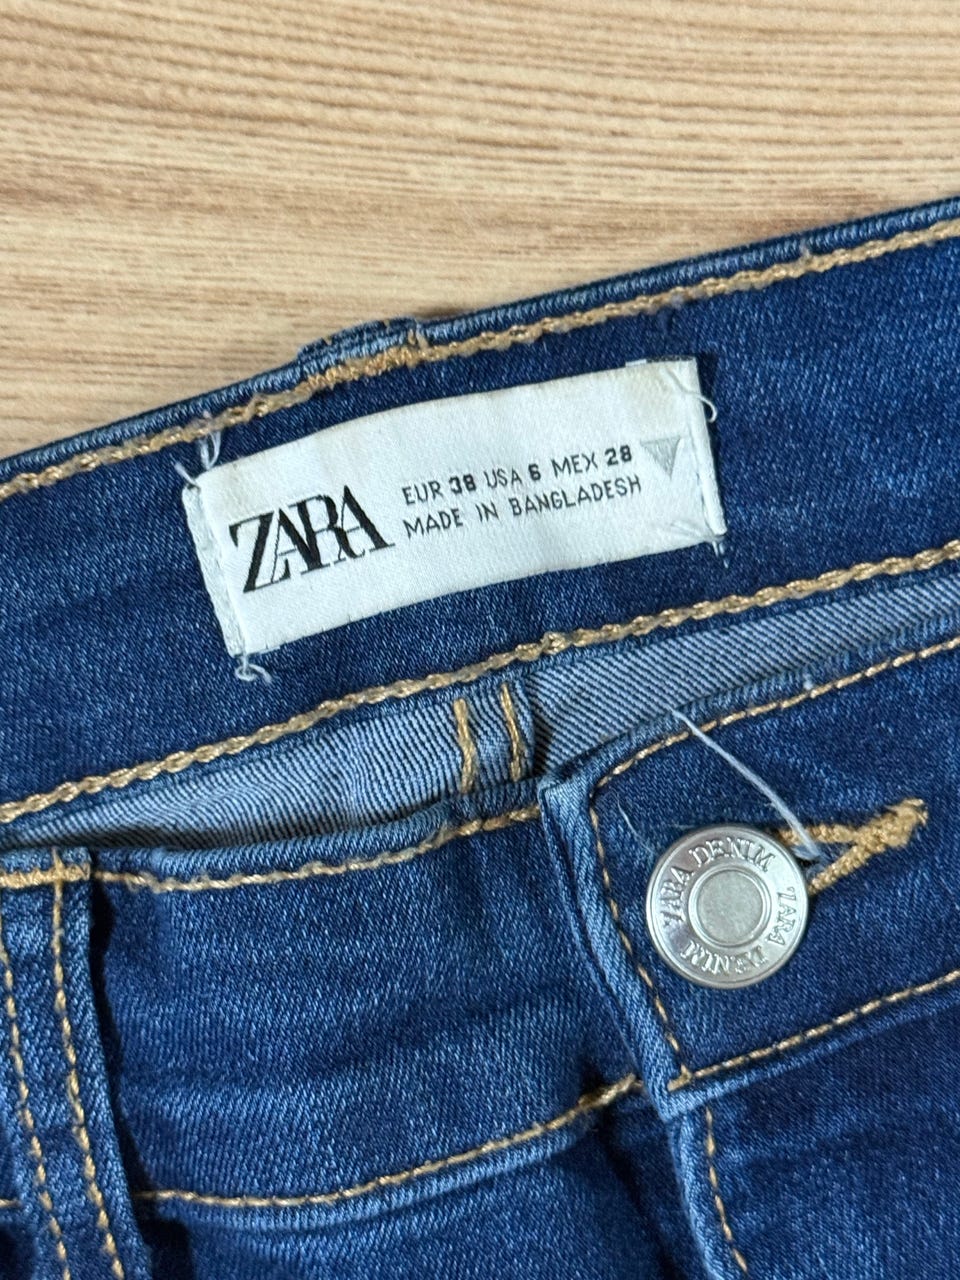 ZARA
EUR 38 USA 6 MEX 28
MADE IN BANGLADESH
ZARA DENIM
ZARA DENIM